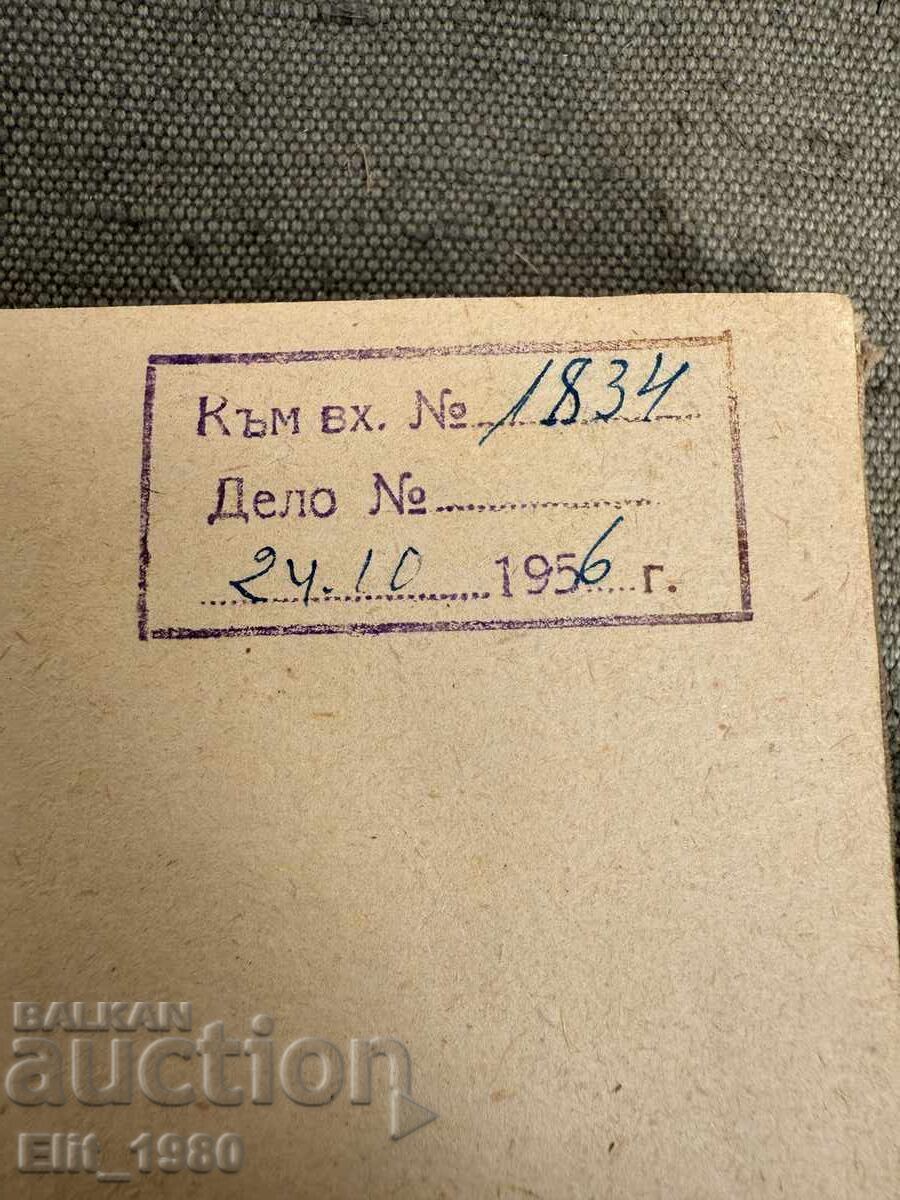 Към вх. № 1834
Дело №
24.10 1956 г.
BALKAN
auction
Elit_1980